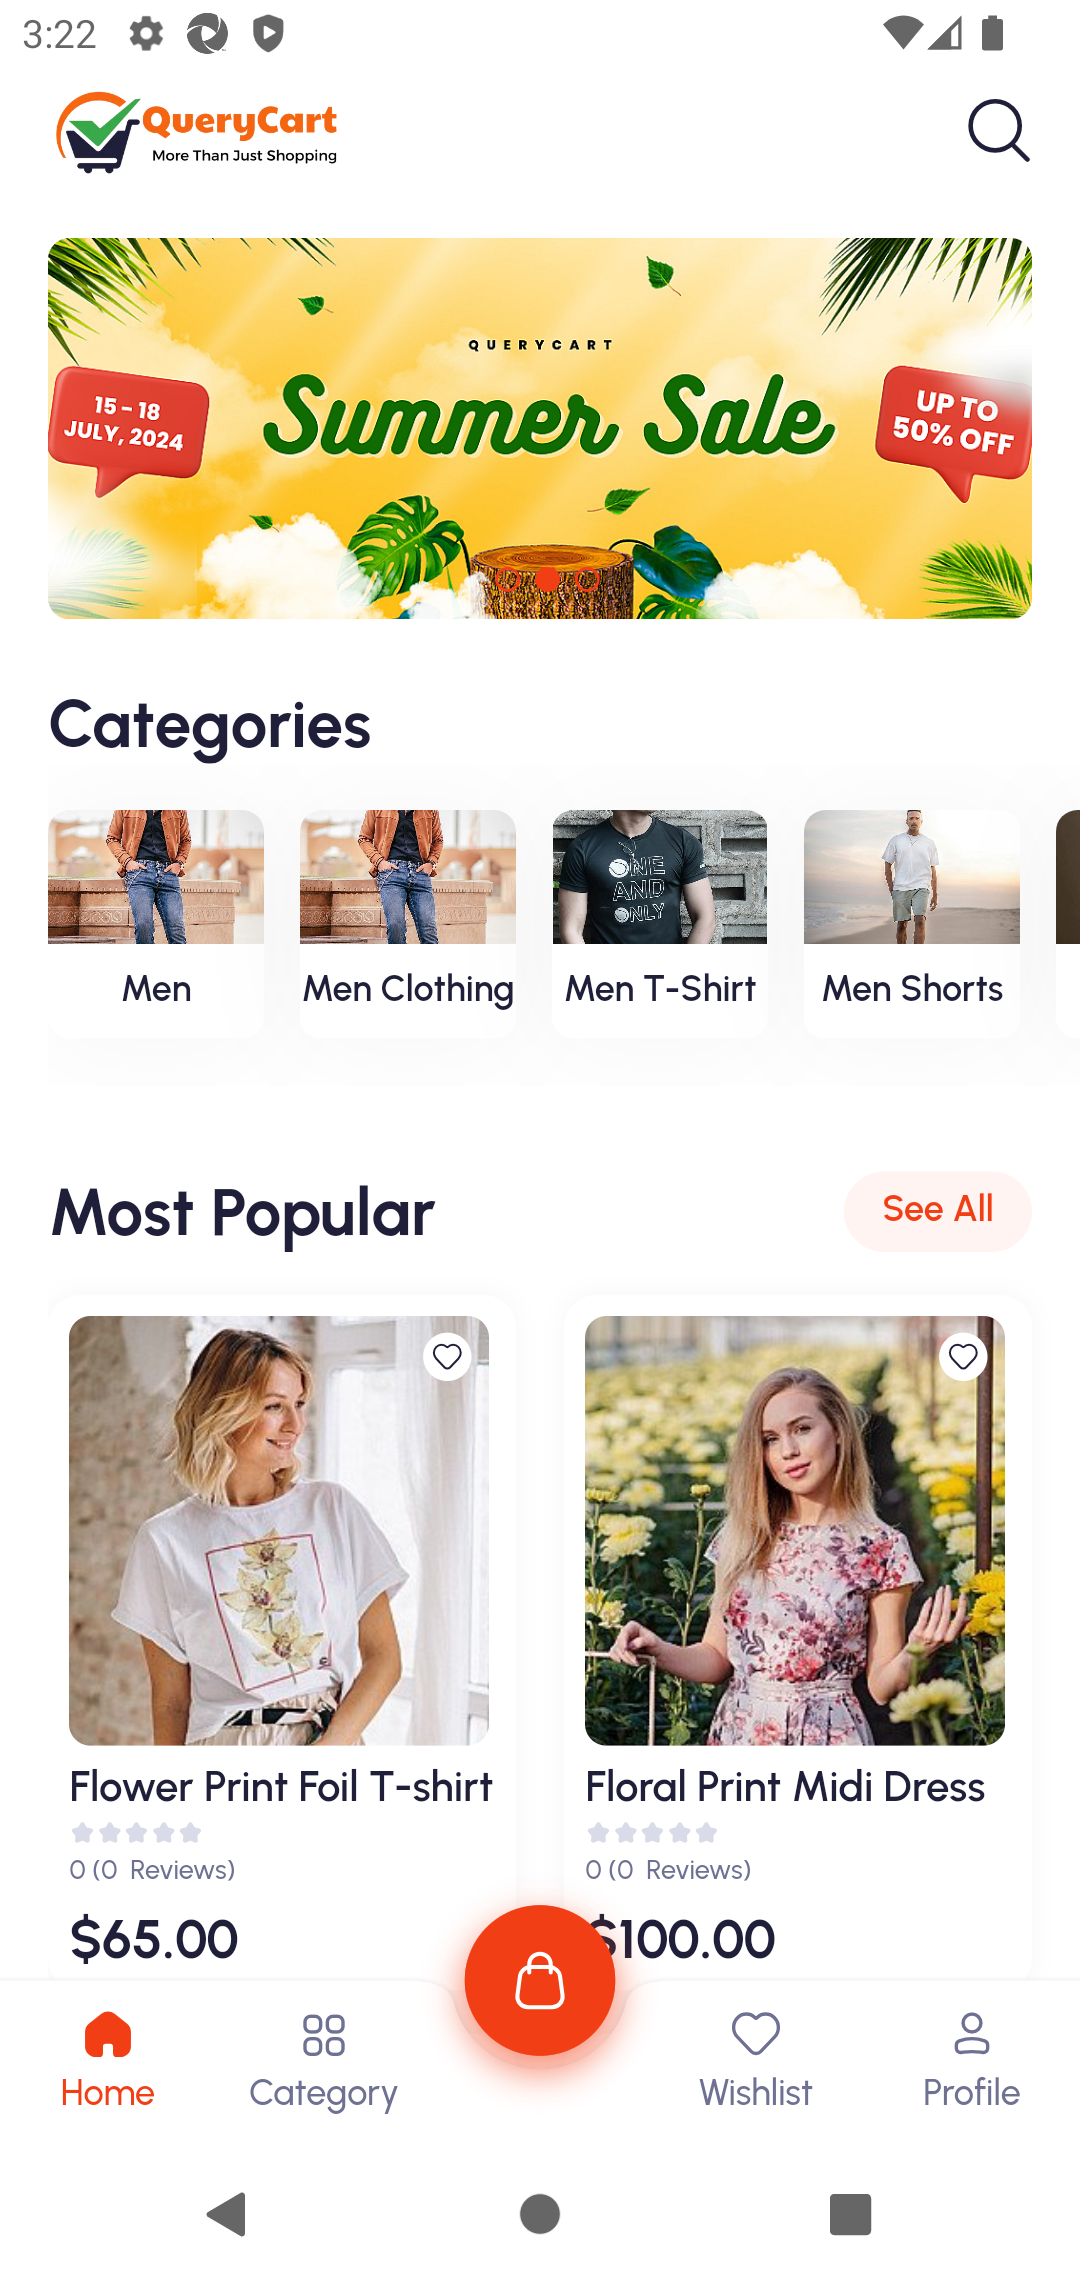 3:22
QueryCart
More Than Just Shopping
QUERYCART
Summer Sale
15 - 18
JULY, 2024
UP TO
50% OFF
Categories
Men
Men Clothing
Men T-Shirt
Men Shorts
ONE
AND
ONLY
Most Popular
See All
Flower Print Foil T-shirt
0 (0 Reviews)
$65.00
Floral Print Midi Dress
0 (0 Reviews)
$100.00
Home
Category
Wishlist
Profile